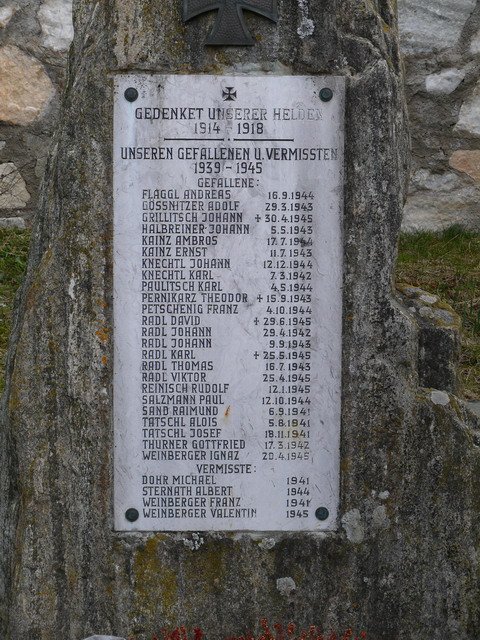 GEDENKET UNSERER HELDEN
1914 - 1918
UNSEREN GEFALLENEN U. VERMISSTEN
1939 - 1945
GEFALLENE:
FLAGGL ANDREAS 16.9.1944
GÖSSNITZER ADOLF 29.3.1943
GRILLITSCH JOHANN + 30.4.1945
HALBREINER JOHANN 5.5.1943
KAINZ AMBROS 17.7.1944
KAINZ ERNST 11.7.1943
KNECHTL JOHANN 12.12.1944
KNECHTL KARL 7.3.1942
PAULITSCH KARL 4.5.1944
PERNIKARZ THEODOR + 15.9.1943
PETSCHENIG FRANZ 4.10.1944
RADL DAVID + 29.6.1945
RADL JOHANN 29.4.1942
RADL JOHANN 9.9.1943
RADL KARL + 25.5.1945
RADL THOMAS 16.7.1943
RADL VIKTOR 25.4.1945
REINISCH RUDOLF 12.1.1945
SALZMANN PAUL 12.10.1944
SAND RAIMUND 6.9.1941
TATSCHL ALOIS 5.8.1941
TATSCHL JOSEF 18.11.1941
THURNER GOTTFRIED 17.3.1942
WEINBERGER IGNAZ 20.4.1945
VERMISSTE:
DOHR MICHAEL 1941
STERNATH ALBERT 1944
WEINBERGER FRANZ 1941
WEINBERGER VALENTIN 1945